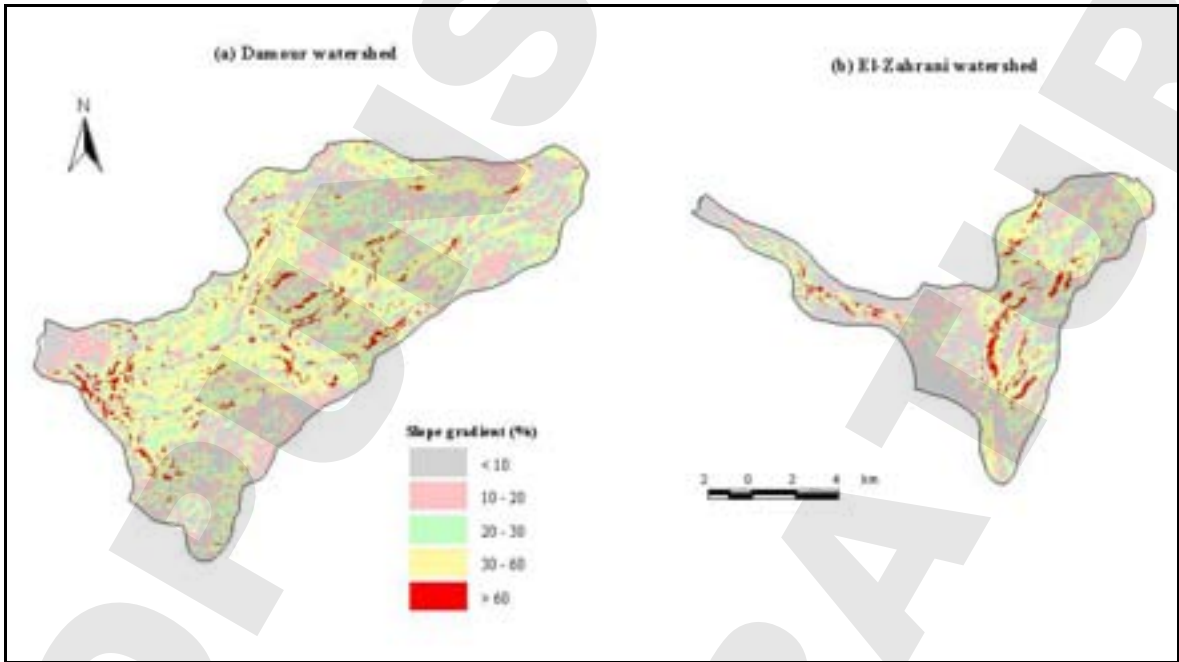 (a) Damour watershed
(b) El-Zahrani watershed
N
Slope gradient (%)
< 10
10 - 20
20 - 30
30 - 60
> 60
2 0 2 4 km